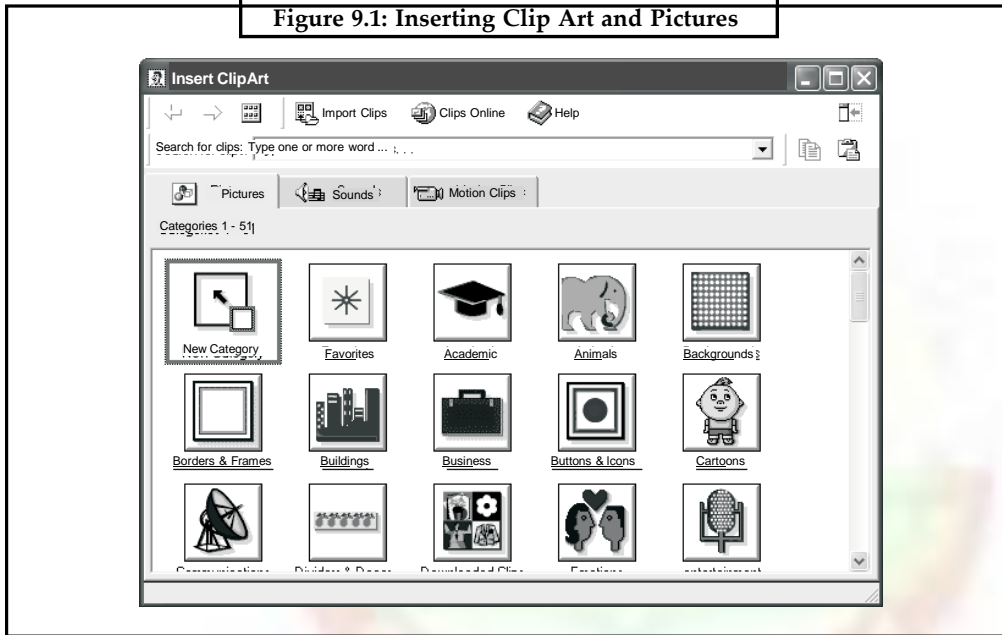 Figure 9.1: Inserting Clip Art and Pictures
Insert ClipArt
Import Clips Clips Online Help
Search for clips: Type one or more word ...
Pictures Sounds Motion Clips
Categories 1 - 51
New Category Favorites Academic Animals Backgrounds
Borders & Frames Buildings Business Buttons & Icons Cartoons